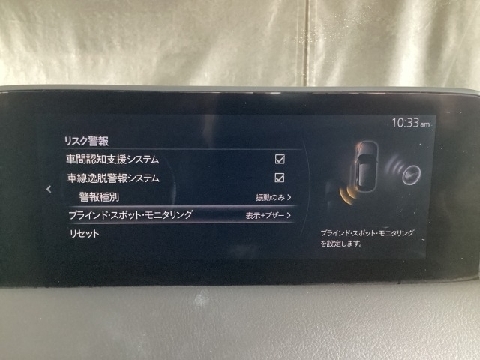 10:33 am
リスク警報
車間認知支援システム
車線逸脱警報システム
警報種別 振動のみ
ブラインド・スポット・モニタリング 表示+ブザー
リセット
ブラインド・スポット・モニタリング
を設定します。